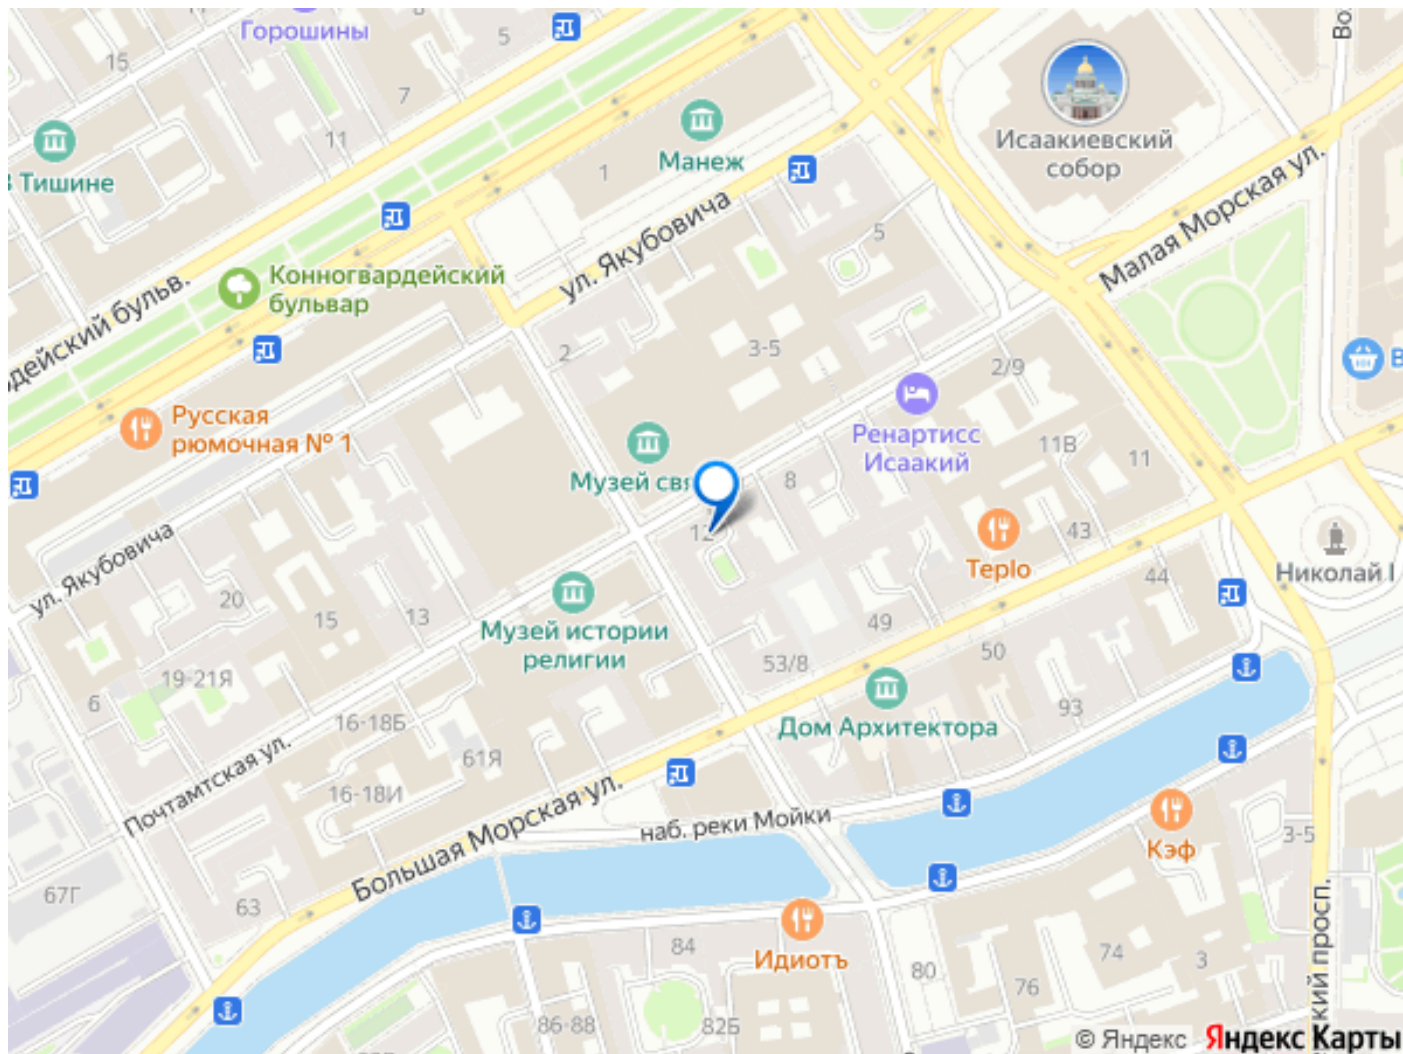 Горошины
5
15
7
11
Манеж
1
Исаакиевский
собор
Тишине
ул. Якубовича
Малая Морская ул.
5
Конногвардейский
бульвар
дейский бульв.
2
3-5
2/9
Русская
рюмочная № 1
Ренартисс
Исаакий
11В
11
В
Музей свя
8
12
43
Teplo
Николай I
ул. Якубовича
20
15
13
44
Музей истории
религии
49
50
53/8
19-21Я
6
93
Дом Архитектора
16-18Б
61Я
Почтамтская ул.
16-18И
Большая Морская ул.
наб. реки Мойки
3-5
Кэф
67Г
63
84
Идиотъ
80
74
3
76
86-88
82Б
кий просп.
© Яндекс Яндекс Карты